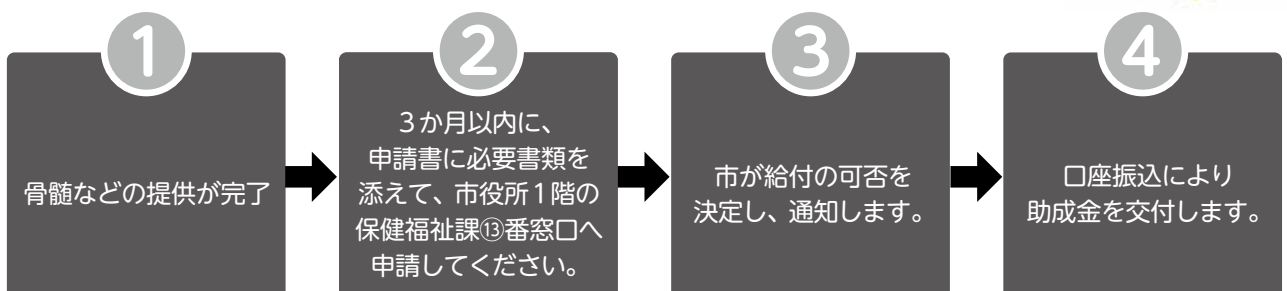 1
骨髄などの提供が完了
2
３か月以内に、
申請書に必要書類を
添えて、市役所１階の
保健福祉課⑬番窓口へ
申請してください。
3
市が給付の可否を
決定し、通知します。
4
口座振込により
助成金を交付します。